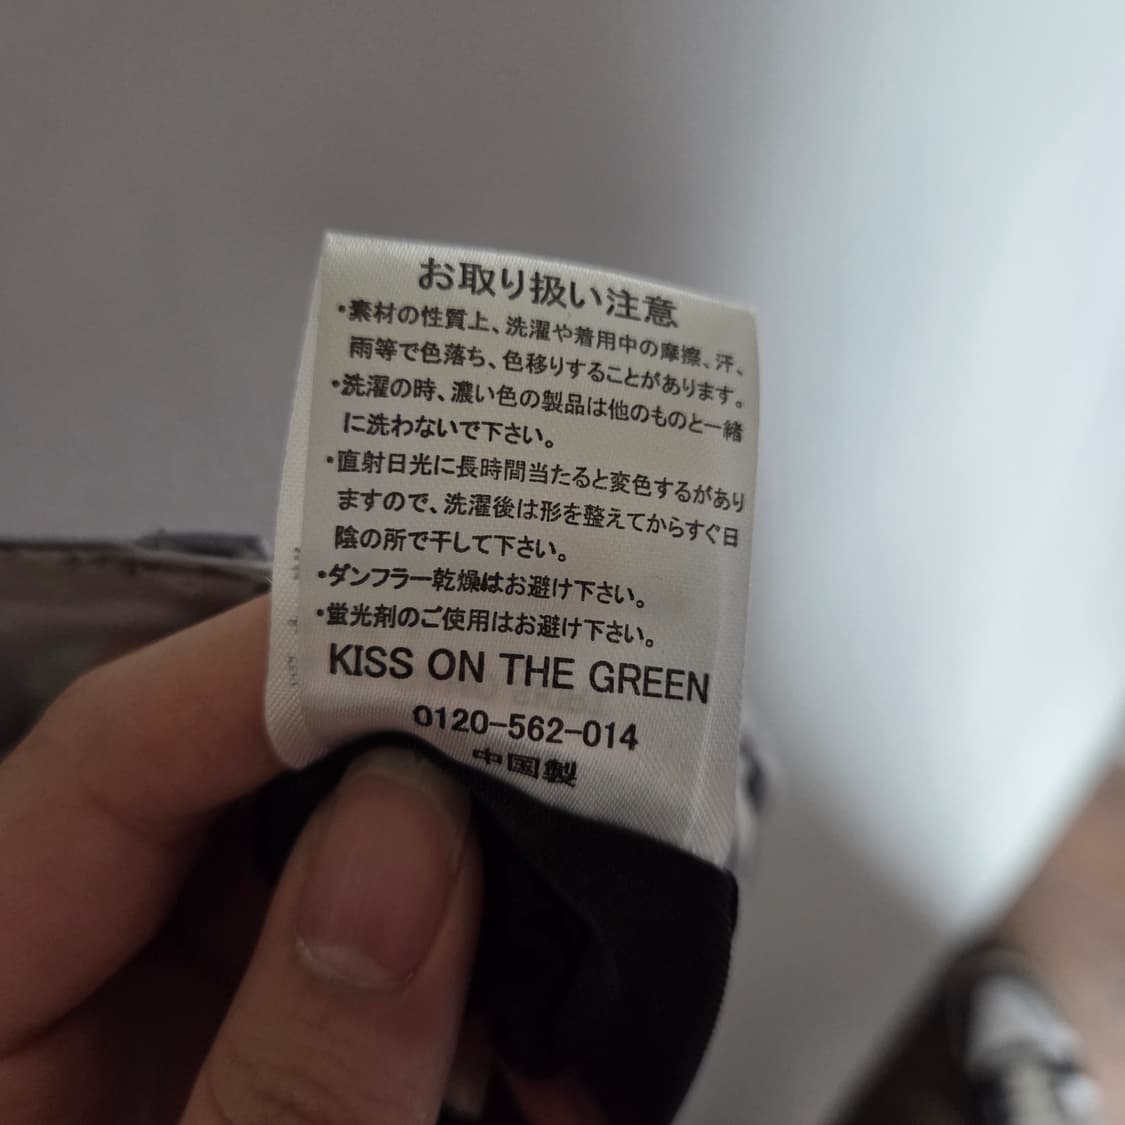 お取り扱い注意
・素材の性質上、洗濯や着用中の摩擦、汗、
雨等で色落ち、色移りすることがあります。
・洗濯の時、濃い色の製品は他のものと一緒
に洗わないで下さい。
・直射日光に長時間当たると変色するがあり
ますので、洗濯後は形を整えてからすぐ日
陰の所で干して下さい。
・ダンフラー乾燥はお避け下さい。
・蛍光剤のご使用はお避け下さい。
KISS ON THE GREEN
0120-562-014
中国製